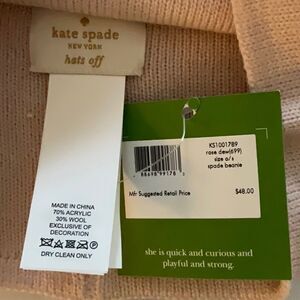 kate spade
NEW YORK
hats off
MADE IN CHINA
70% ACRYLIC
30% WOOL
EXCLUSIVE OF
DECORATION
DRY CLEAN ONLY
KS1001789
rose dew(699)
size o/s
spade beanie
Mfr Suggested Retail Price
$48.00
she is quick and curious and
playful and strong.